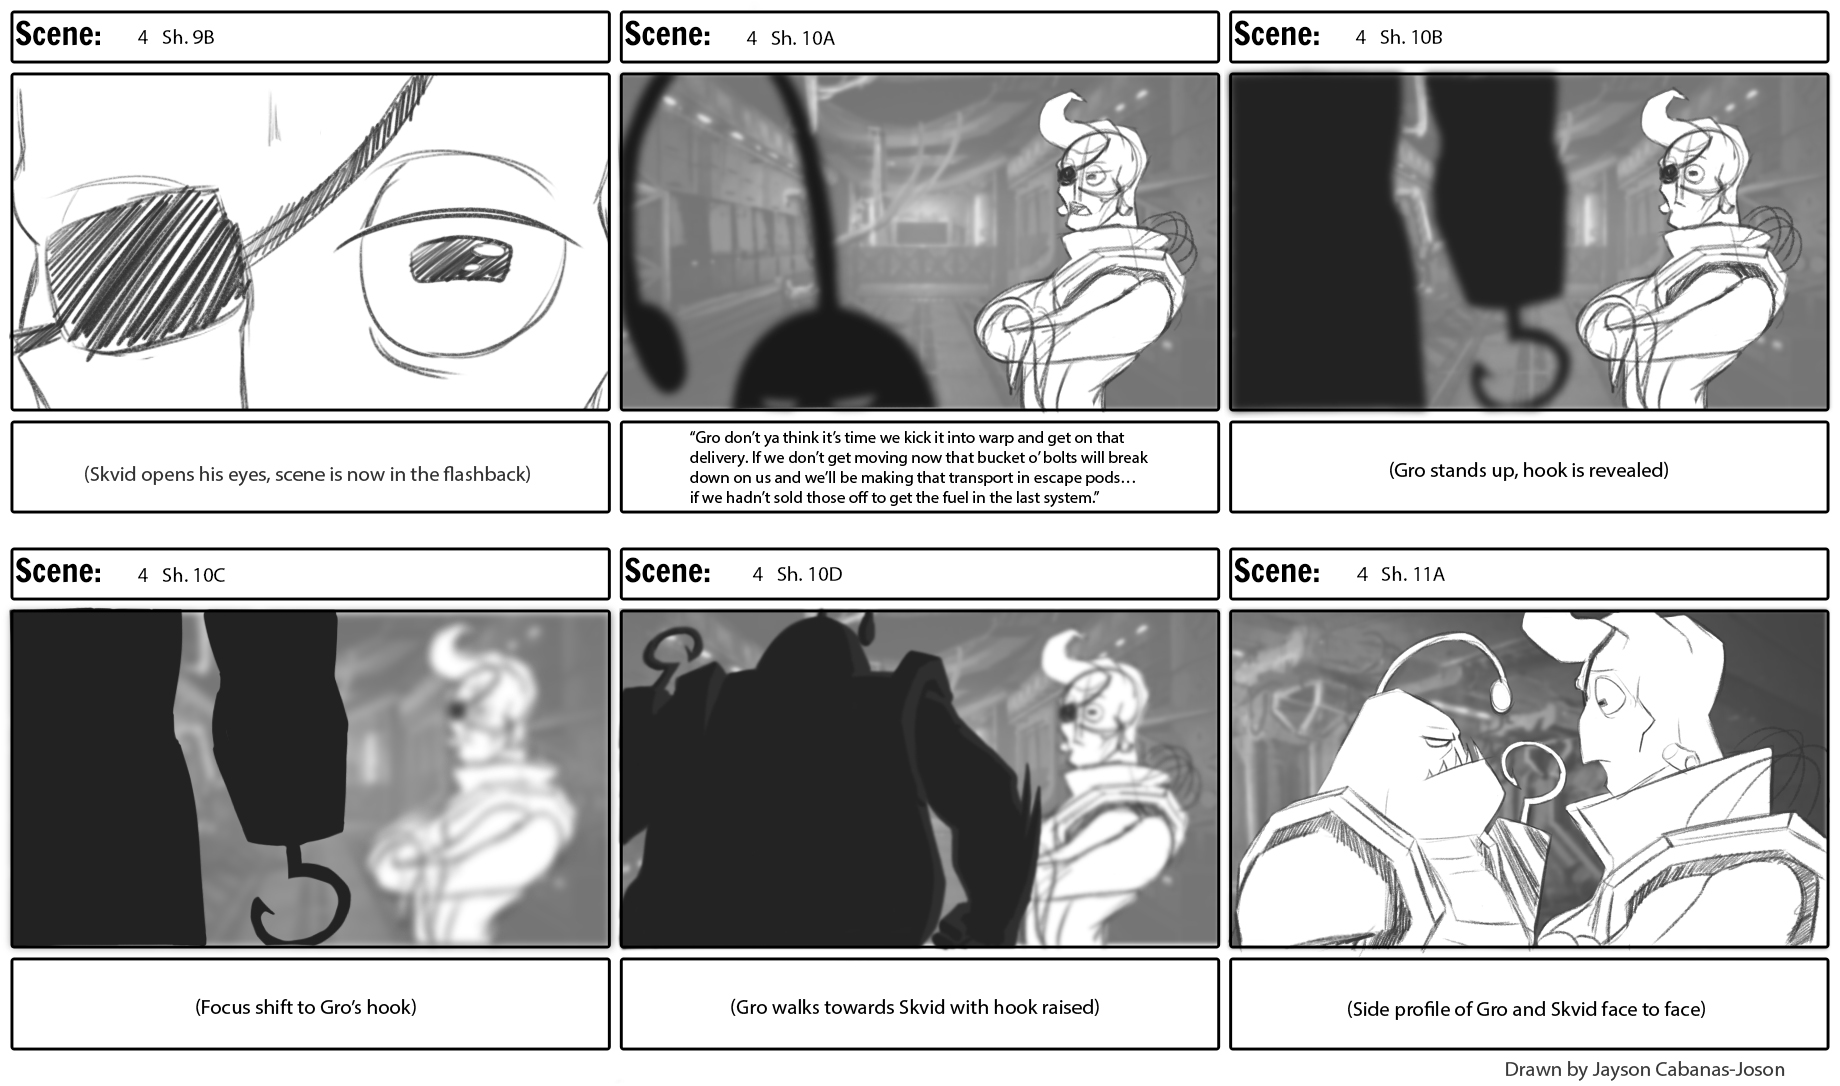 Scene: 4 Sh. 9B
Scene: 4 Sh. 10A
Scene: 4 Sh. 10B
(Skvid opens his eyes, scene is now in the flashback)
“Gro don’t ya think it’s time we kick it into warp and get on that
delivery. If we don’t get moving now that bucket o’ bolts will break
down on us and we’ll be making that transport in escape pods…
if we hadn’t sold those off to get the fuel in the last system.”
(Gro stands up, hook is revealed)
Scene: 4 Sh. 10C
Scene: 4 Sh. 10D
Scene: 4 Sh. 11A
(Focus shift to Gro’s hook)
(Gro walks towards Skvid with hook raised)
(Side profile of Gro and Skvid face to face)
Drawn by Jayson Cabanas-Joson